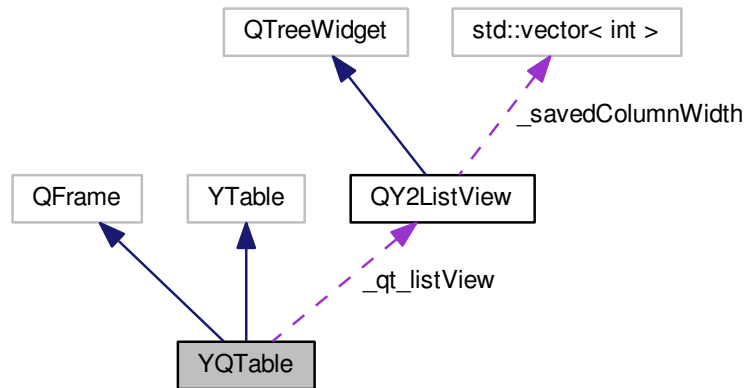 QTreeWidget
std::vector< int >
_savedColumnWidth
QFrame
YTable
QY2ListView
_qt_listView
YQTable